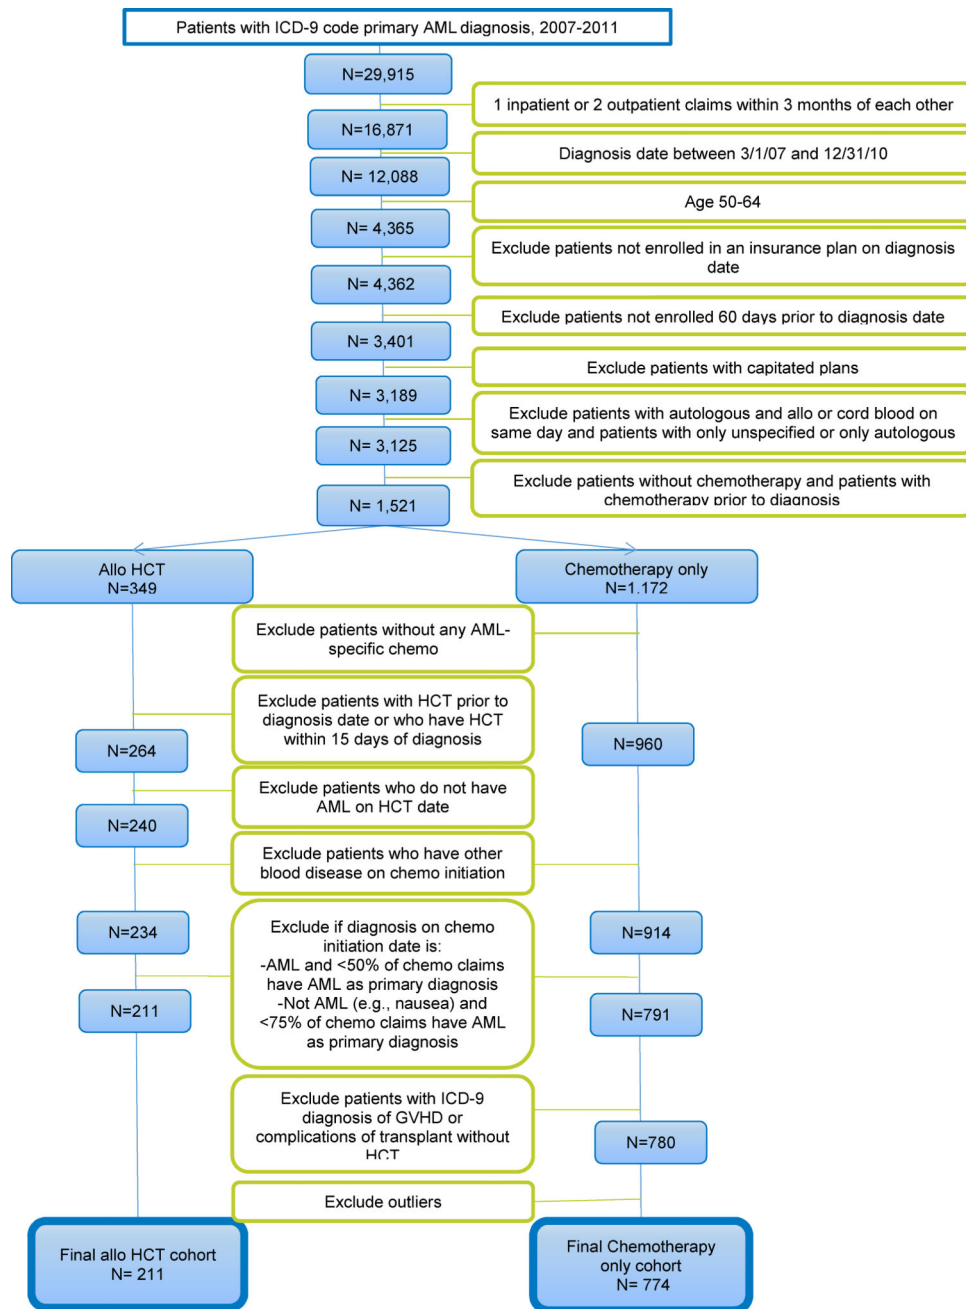 Patients with ICD-9 code primary AML diagnosis, 2007-2011
N=29,915
1 inpatient or 2 outpatient claims within 3 months of each other
N=16,871
Diagnosis date between 3/1/07 and 12/31/10
N= 12,088
Age 50-64
N= 4,365
Exclude patients not enrolled in an insurance plan on diagnosis
date
N= 4,362
Exclude patients not enrolled 60 days prior to diagnosis date
N= 3,401
Exclude patients with capitated plans
N= 3,189
Exclude patients with autologous and allo or cord blood on
same day and patients with only unspecified or only autologous
N= 3,125
Exclude patients without chemotherapy and patients with
chemotherapy prior to diagnosis
N= 1,521
Allo HCT
N=349
Chemotherapy only
N=1,172
Exclude patients without any AML-
specific chemo
Exclude patients with HCT prior to
diagnosis date or who have HCT
within 15 days of diagnosis
N=264
N=960
Exclude patients who do not have
AML on HCT date
N=240
Exclude patients who have other
blood disease on chemo initiation
N=234
N=914
Exclude if diagnosis on chemo
initiation date is:
-AML and <50% of chemo claims
have AML as primary diagnosis
-Not AML (e.g., nausea) and
<75% of chemo claims have AML
as primary diagnosis
N=211
N=791
Exclude patients with ICD-9
diagnosis of GVHD or
complications of transplant without
HCT
N=780
Exclude outliers
Final allo HCT cohort
N= 211
Final Chemotherapy
only cohort
N= 774